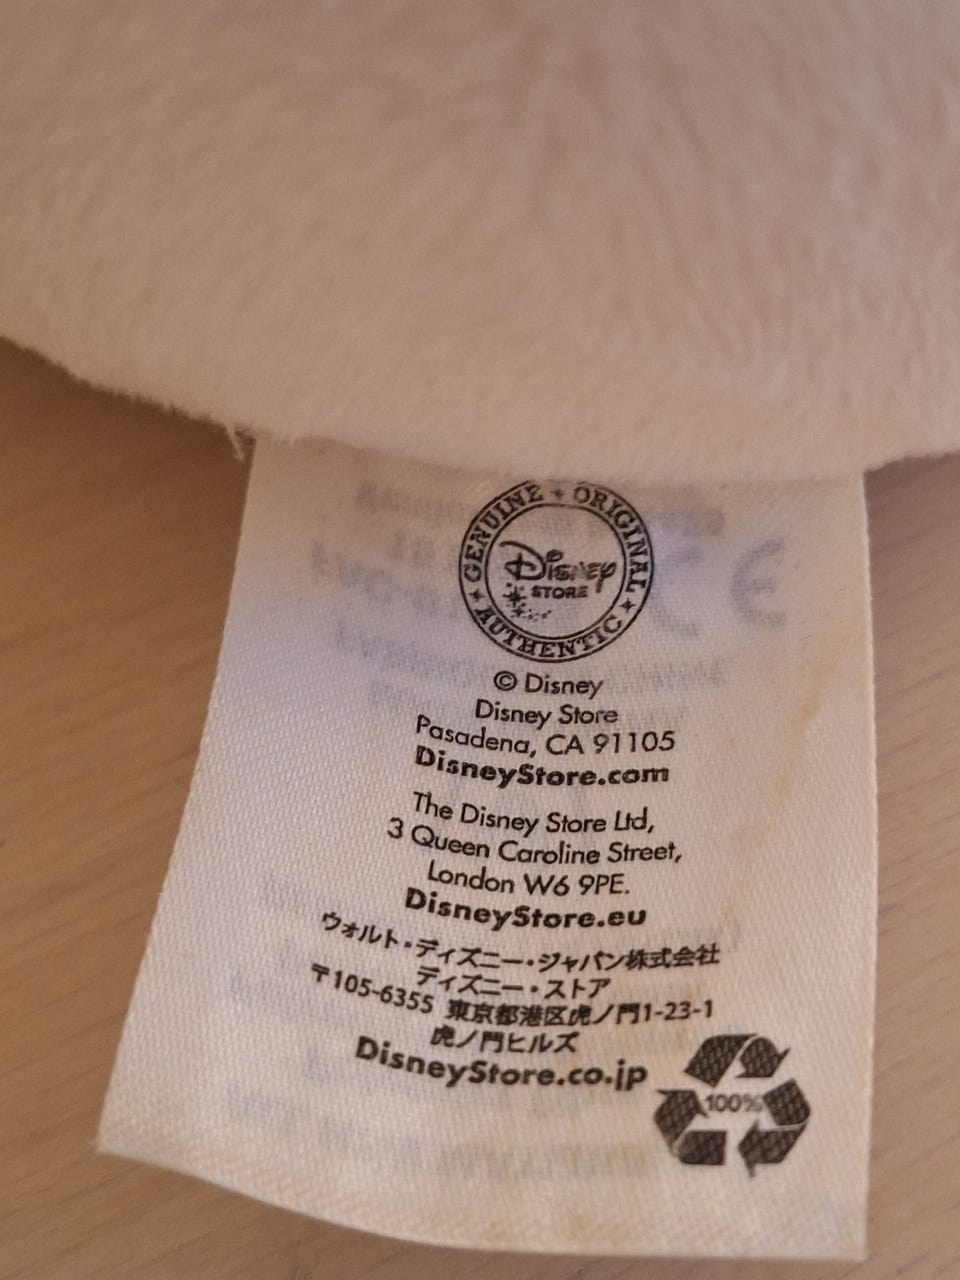 GENUINE ORIGINAL
Disney
STORE
AUTHENTIC
© Disney
Disney Store
Pasadena, CA 91105
DisneyStore.com
The Disney Store Ltd,
3 Queen Caroline Street,
London W6 9PE.
DisneyStore.eu
ウォルト・ディズニー・ジャパン株式会社
ディズニー・ストア
〒105-6355 東京都港区虎ノ門1-23-1
虎ノ門ヒルズ
DisneyStore.co.jp
100%